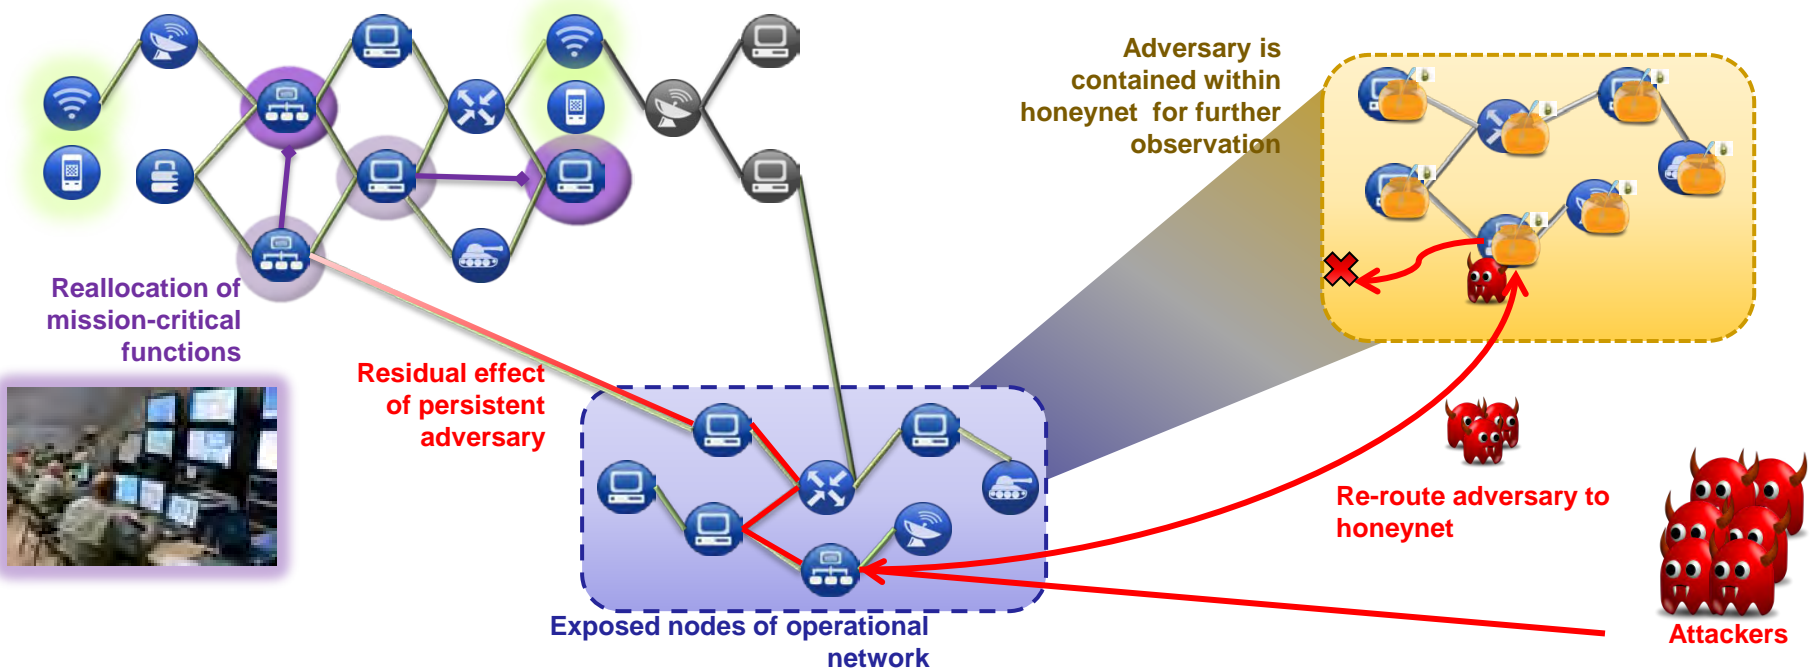 Adversary is
contained within
honeynet for further
observation
Reallocation of
mission-critical
functions
Residual effect
of persistent
adversary
Re-route adversary to
honeynet
Exposed nodes of operational
network
Attackers